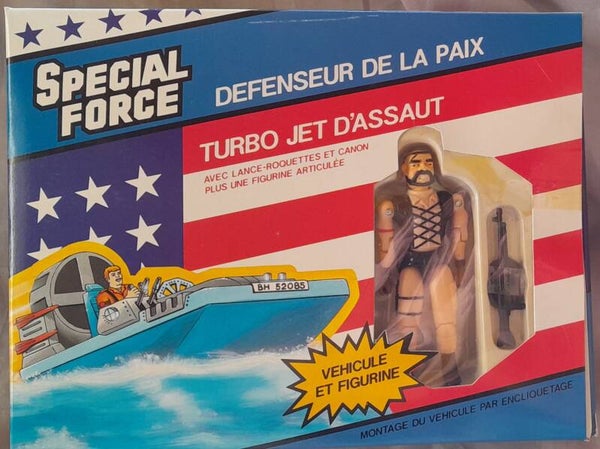 SPECIAL
FORCE
DEFENSEUR DE LA PAIX
TURBO JET D'ASSAUT
AVEC LANCE-ROQUETTES ET CANON
PLUS UNE FIGURINE ARTICULÉE
BH 52085
VEHICULE
ET FIGURINE
MONTAGE DU VEHICULE PAR ENCLIQUETAGE